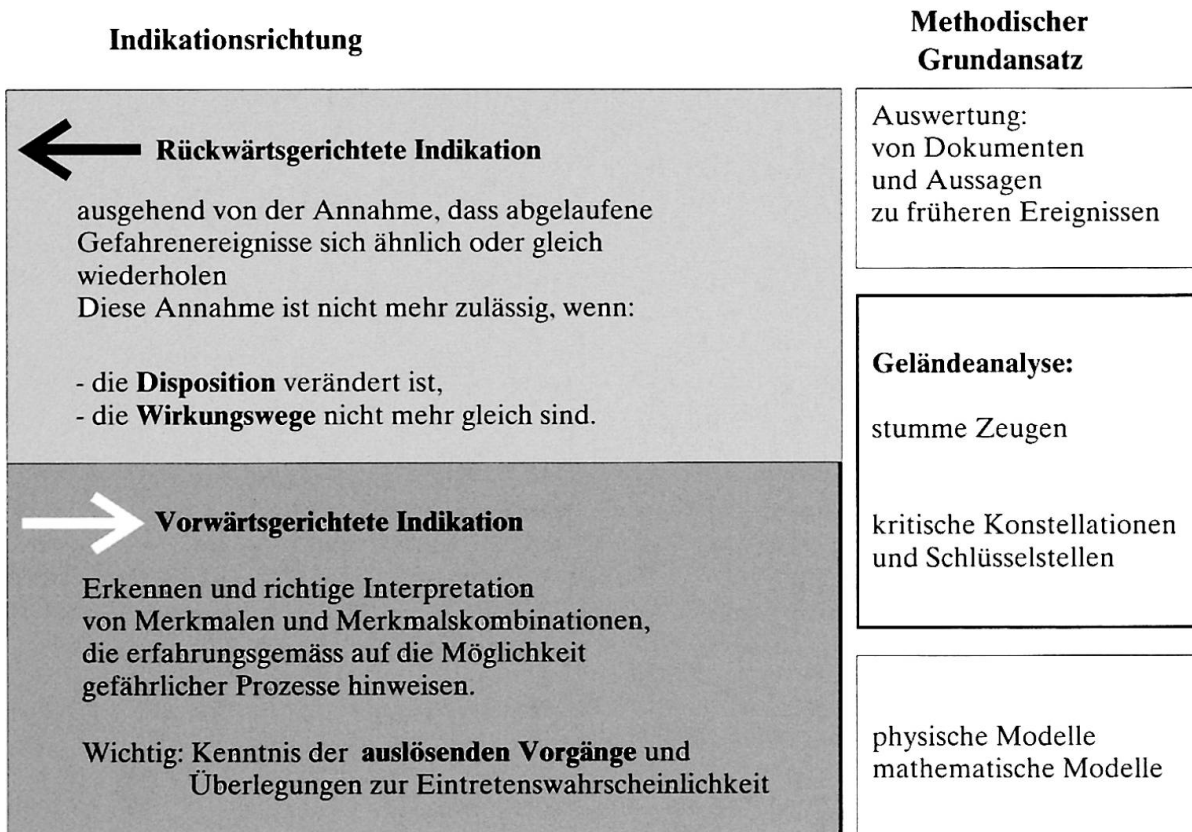 Indikationsrichtung
Methodischer
Grundansatz
Rückwärtsgerichtete Indikation
ausgehend von der Annahme, dass abgelaufene
Gefahrenereignisse sich ähnlich oder gleich
wiederholen
Diese Annahme ist nicht mehr zulässig, wenn:
- die Disposition verändert ist,
- die Wirkungswege nicht mehr gleich sind.
Vorwärtsgerichtete Indikation
Erkennen und richtige Interpretation
von Merkmalen und Merkmalskombinationen,
die erfahrungsgemäss auf die Möglichkeit
gefährlicher Prozesse hinweisen.
Wichtig: Kenntnis der auslösenden Vorgänge und
Überlegungen zur Eintretenswahrscheinlichkeit
Auswertung:
von Dokumenten
und Aussagen
zu früheren Ereignissen
Geländeanalyse:
stumme Zeugen
kritische Konstellationen
und Schlüsselstellen
physische Modelle
mathematische Modelle